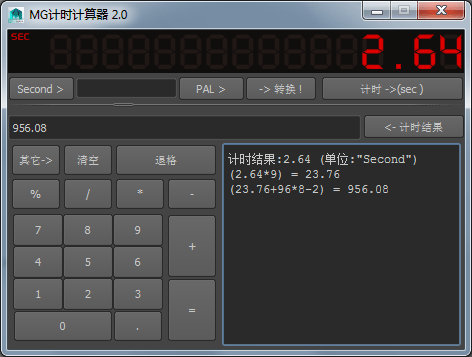 MG计时计算器 2.0
SEC
2.64
Second > PAL > -> 转换 ! 计时 ->(sec )
956.08 <- 计时结果
其它-> 清空 退格
% / * -
7 8 9 +
4 5 6
1 2 3 =
0 .
计时结果:2.64 (单位:"Second")
(2.64*9) = 23.76
(23.76+96*8-2) = 956.08